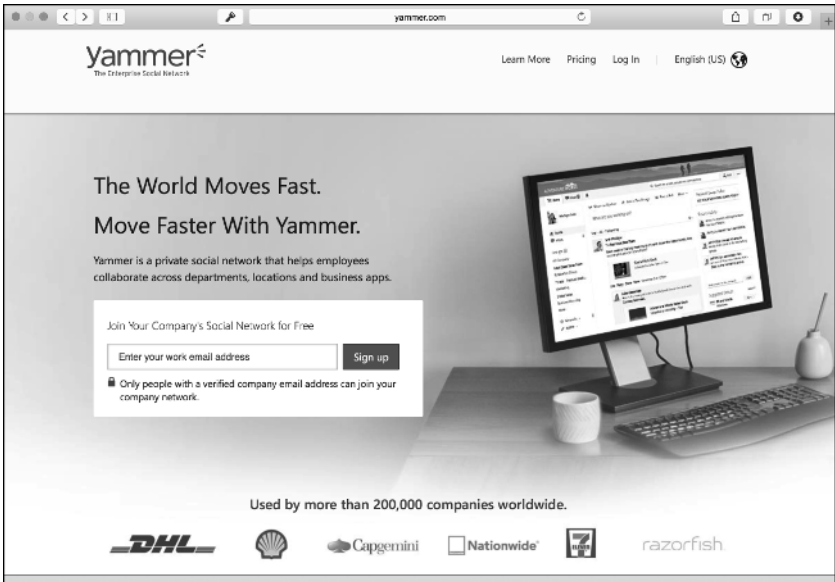 yammer.com
yammer
The Enterprise Social Network
Learn More Pricing Log In English (US)
The World Moves Fast.
Move Faster With Yammer.
Yammer is a private social network that helps employees
collaborate across departments, locations and business apps.
Join Your Company's Social Network for Free
Enter your work email address Sign up
Only people with a verified company email address can join your
company network.
Used by more than 200,000 companies worldwide.
DHL Capgemini Nationwide 7 ELEVEN razorfish.